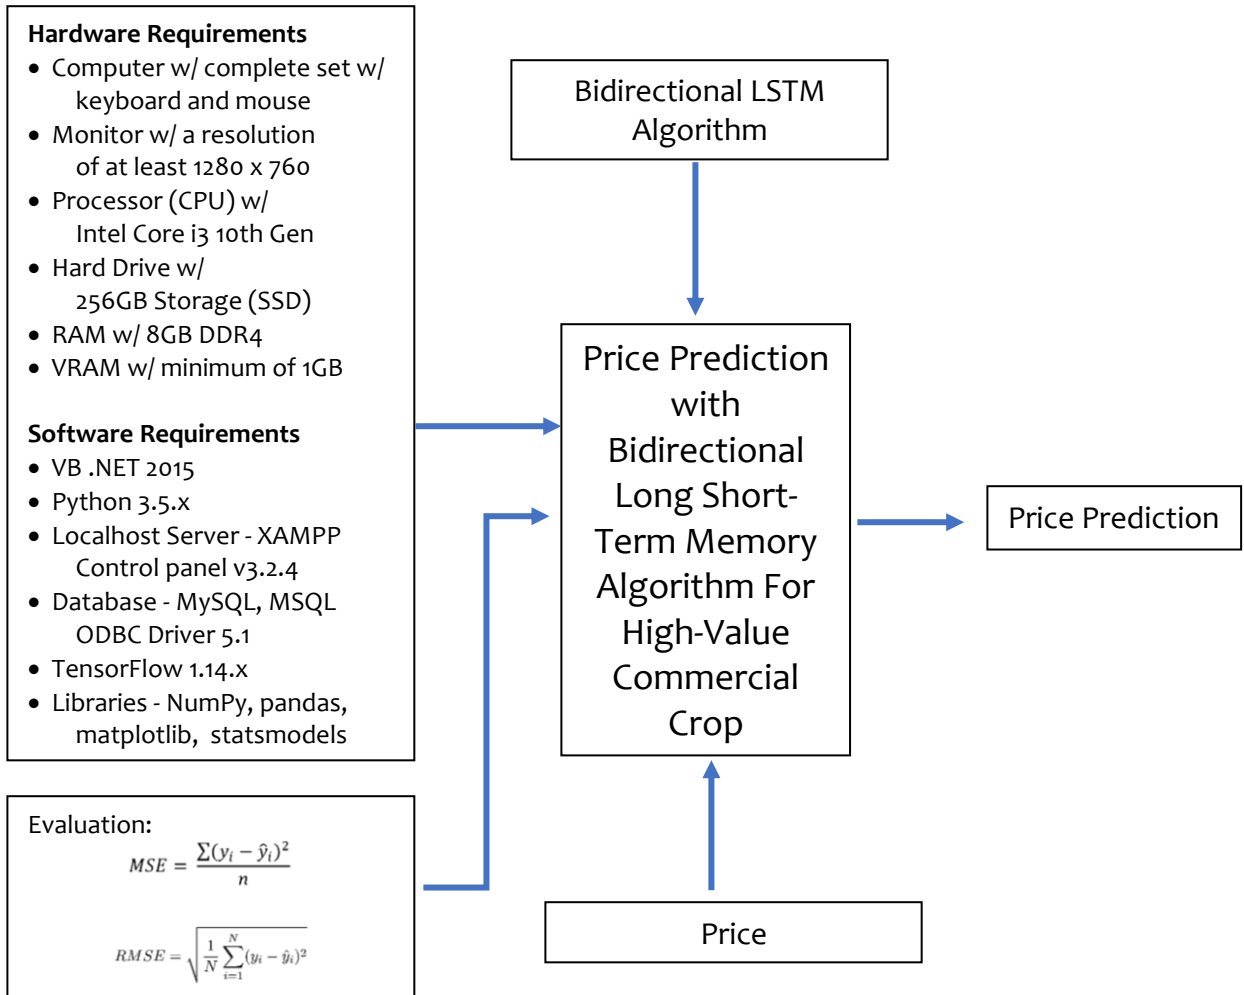 Hardware Requirements
• Computer w/ complete set w/
keyboard and mouse
• Monitor w/ a resolution
of at least 1280 x 760
• Processor (CPU) w/
Intel Core i3 10th Gen
• Hard Drive w/
256GB Storage (SSD)
• RAM w/ 8GB DDR4
• VRAM w/ minimum of 1GB
Software Requirements
• VB .NET 2015
• Python 3.5.x
• Localhost Server - XAMPP
Control panel v3.2.4
• Database - MySQL, MSQL
ODBC Driver 5.1
• TensorFlow 1.14.x
• Libraries - NumPy, pandas,
matplotlib, statsmodels
Evaluation:
MSE = ∑(yᵢ − ŷᵢ)² / n
RMSE = √(1/N ∑ᵢ₌₁ᴺ (yᵢ − ŷᵢ)²)
Bidirectional LSTM
Algorithm
Price Prediction
with
Bidirectional
Long Short-
Term Memory
Algorithm For
High-Value
Commercial
Crop
Price
Price Prediction